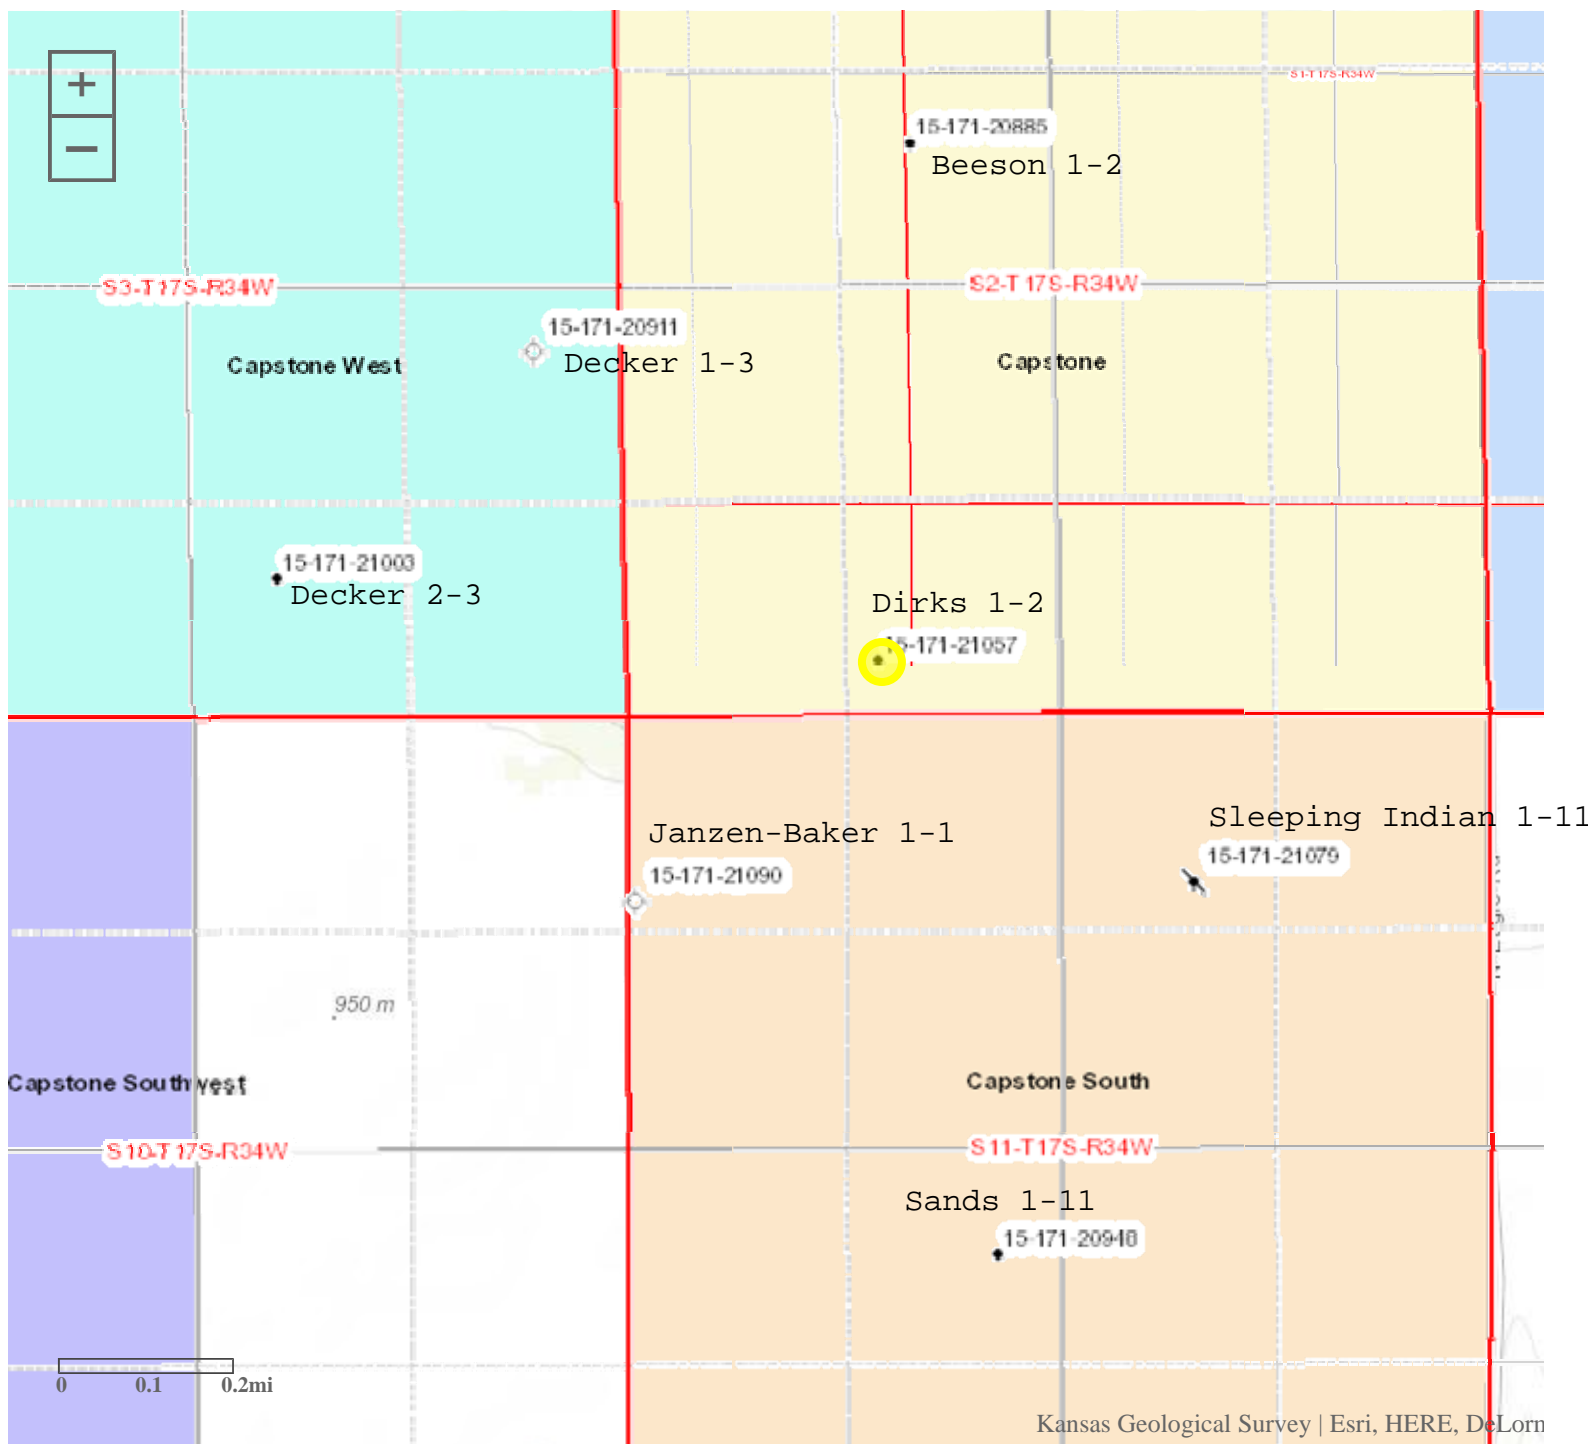 +
S1-T17S-R34W
15-171-20885
Beeson 1-2
−
S3-T17S-R34W
S2-T17S-R34W
15-171-20911
Decker 1-3
Capstone West
Capstone
15-171-21003
Decker 2-3
Dirks 1-2
15-171-21057
Sleeping Indian 1-11
Janzen-Baker 1-1
15-171-21079
15-171-21090
950 m
Capstone Southwest
Capstone South
S10-T17S-R34W
S11-T17S-R34W
Sands 1-11
15-171-20948
0 0.1 0.2mi
Kansas Geological Survey | Esri, HERE, DeLorn